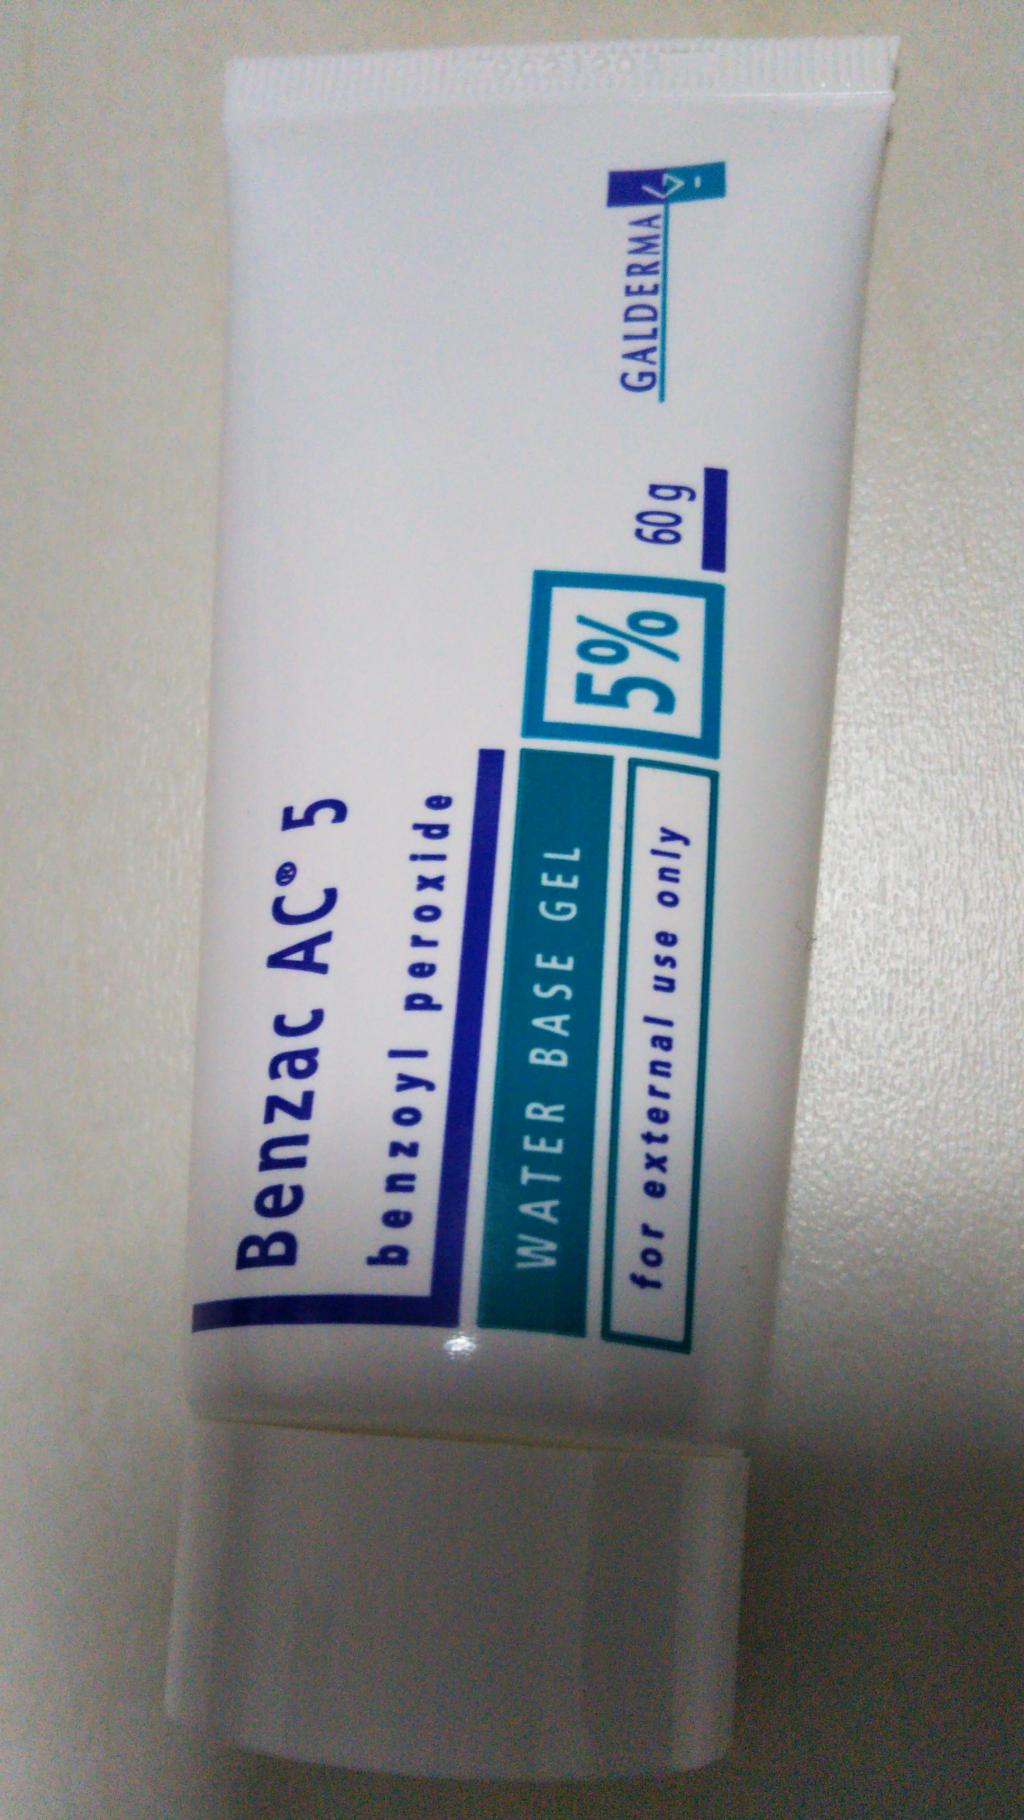 Benzac AC® 5
benzoyl peroxide
WATER BASE GEL
5%
for external use only
60 g
GALDERMA